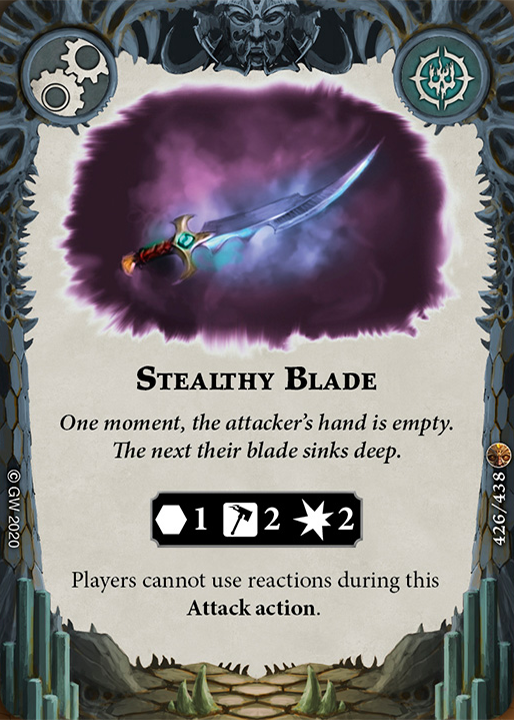 STEALTHY BLADE
One moment, the attacker's hand is empty.
The next their blade sinks deep.
1 2 2
Players cannot use reactions during this
Attack action.
© GW 2020
426/438